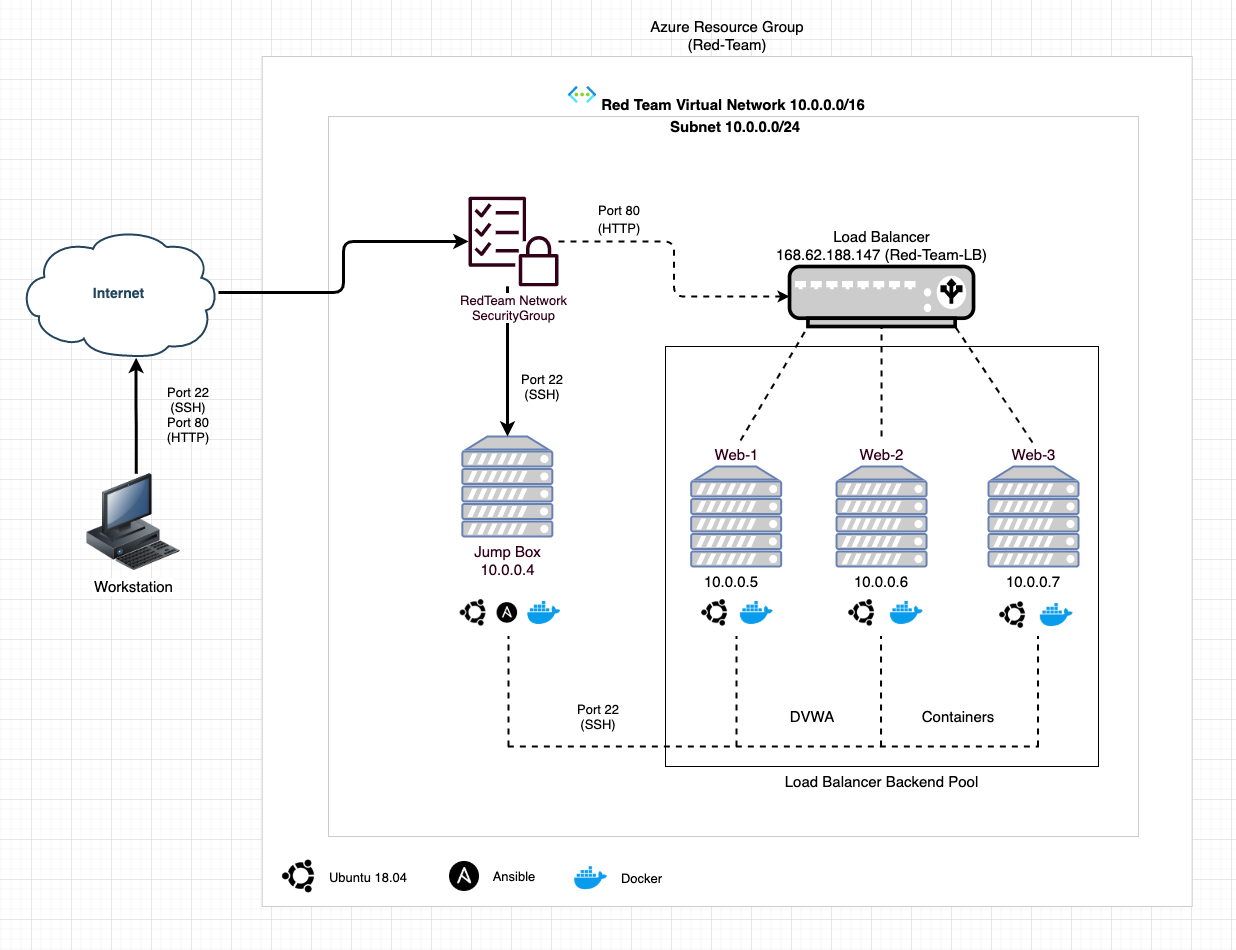 Azure Resource Group
(Red-Team)
Red Team Virtual Network 10.0.0.0/16
Subnet 10.0.0.0/24
Port 80
(HTTP)
Load Balancer
168.62.188.147 (Red-Team-LB)
Internet
RedTeam Network
SecurityGroup
Port 22
(SSH)
Port 22
(SSH)
Port 80
(HTTP)
Web-1
Web-2
Web-3
Jump Box
10.0.0.4
Workstation
10.0.0.5
10.0.0.6
10.0.0.7
Port 22
(SSH)
DVWA
Containers
Load Balancer Backend Pool
Ubuntu 18.04
Ansible
Docker